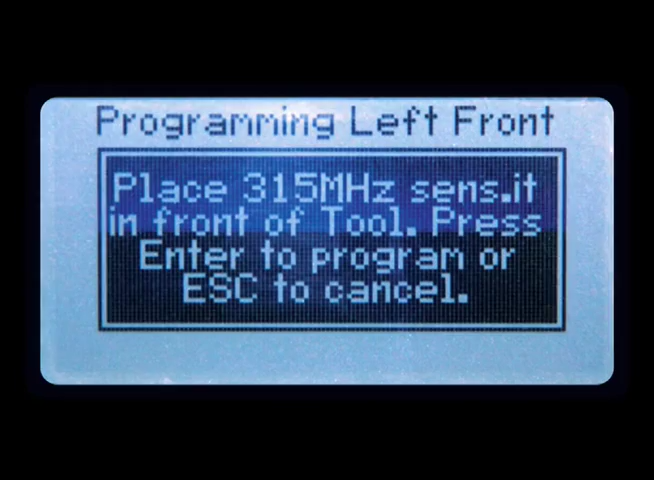 Programming Left Front
Place 315MHz sens.it
in front of Tool. Press
Enter to program or
ESC to cancel.